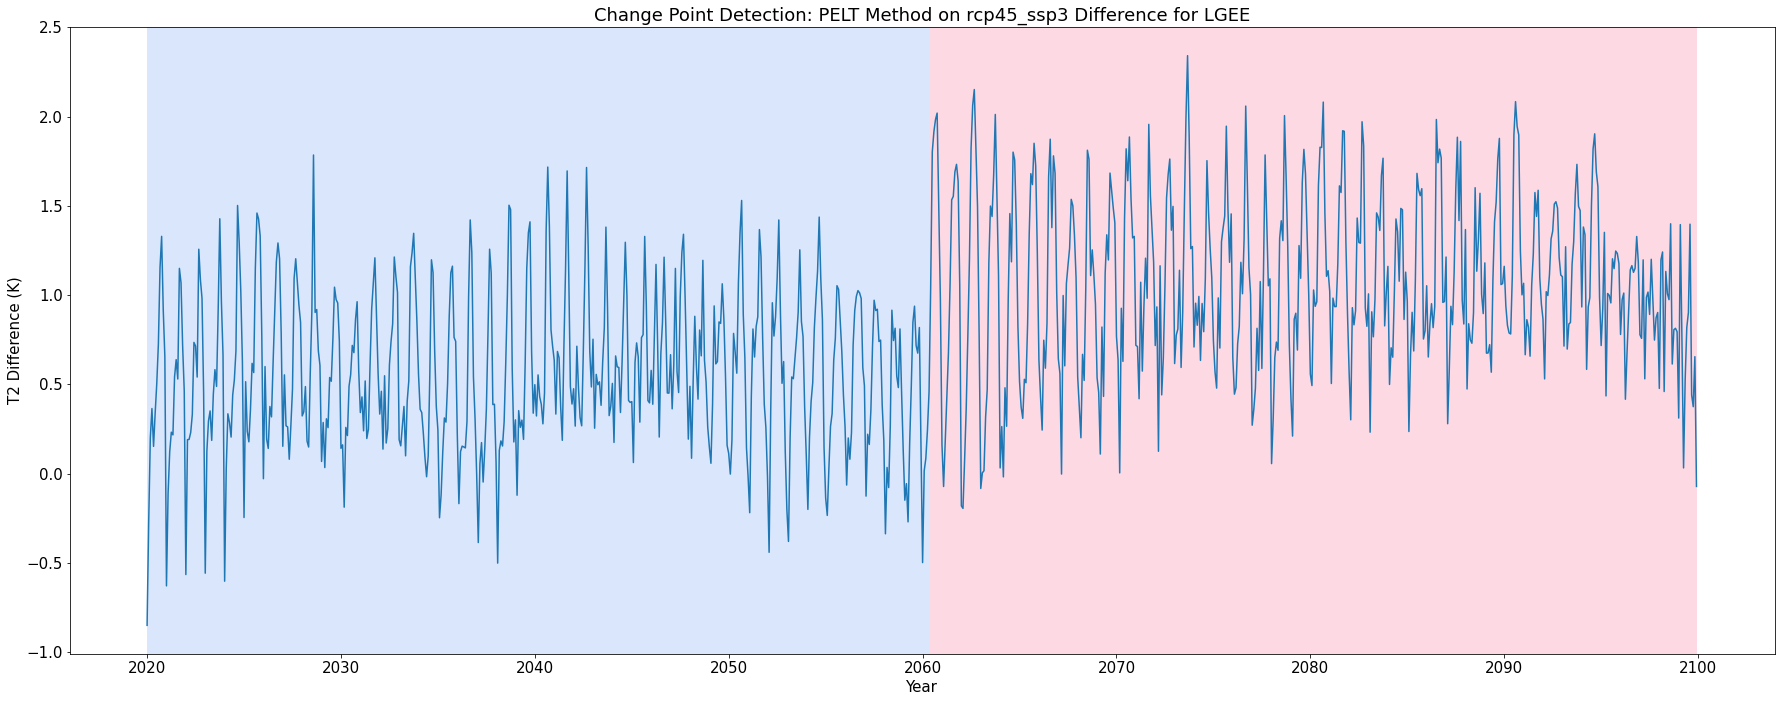 Change Point Detection: PELT Method on rcp45_ssp3 Difference for LGEE
2.5
2.0
1.5
1.0
0.5
0.0
−0.5
−1.0
T2 Difference (K)
2020 2030 2040 2050 2060 2070 2080 2090 2100
Year